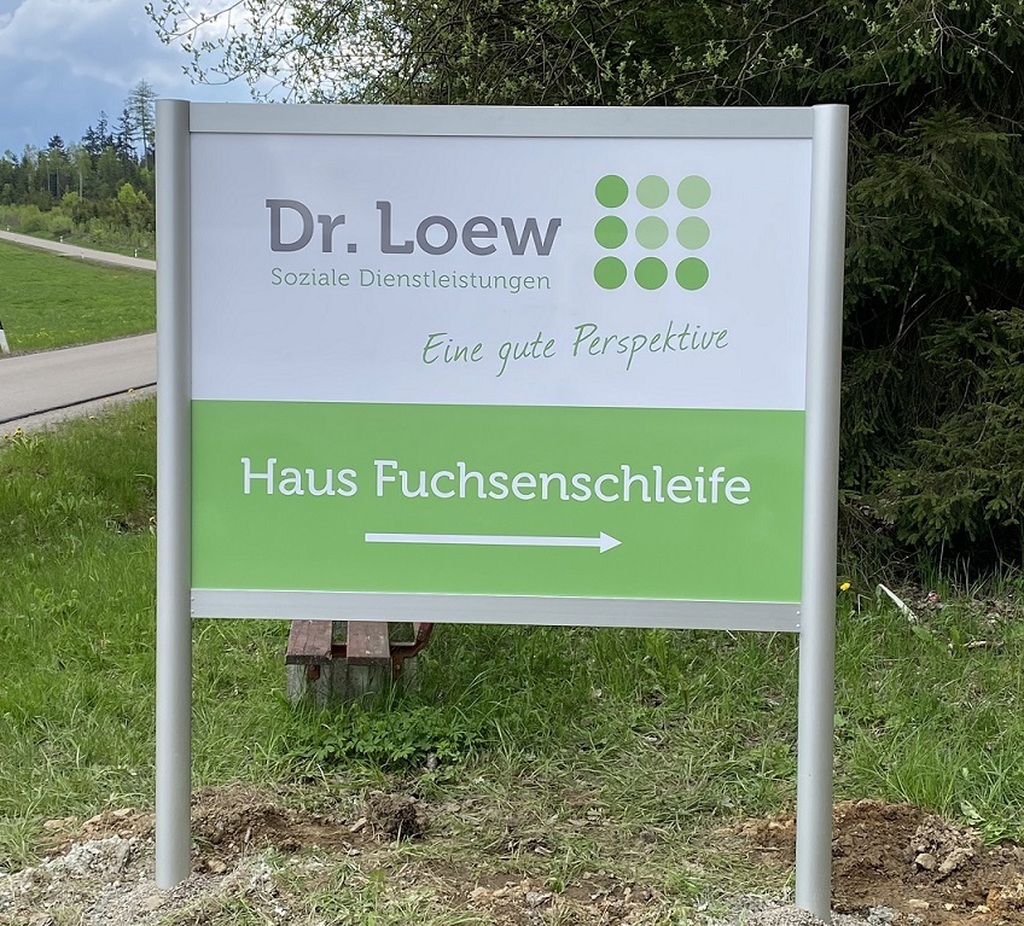 Dr. Loew
Soziale Dienstleistungen
Eine gute Perspektive
Haus Fuchsenschleife